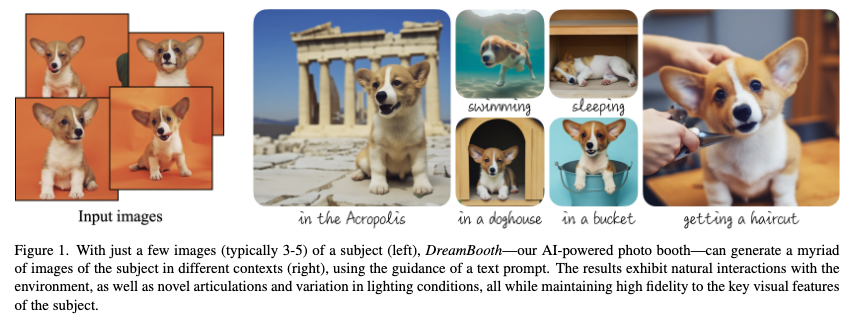 Input images
in the Acropolis
swimming
sleeping
in a doghouse
in a bucket
getting a haircut
Figure 1. With just a few images (typically 3-5) of a subject (left), DreamBooth—our AI-powered photo booth—can generate a myriad
of images of the subject in different contexts (right), using the guidance of a text prompt. The results exhibit natural interactions with the
environment, as well as novel articulations and variation in lighting conditions, all while maintaining high fidelity to the key visual features
of the subject.